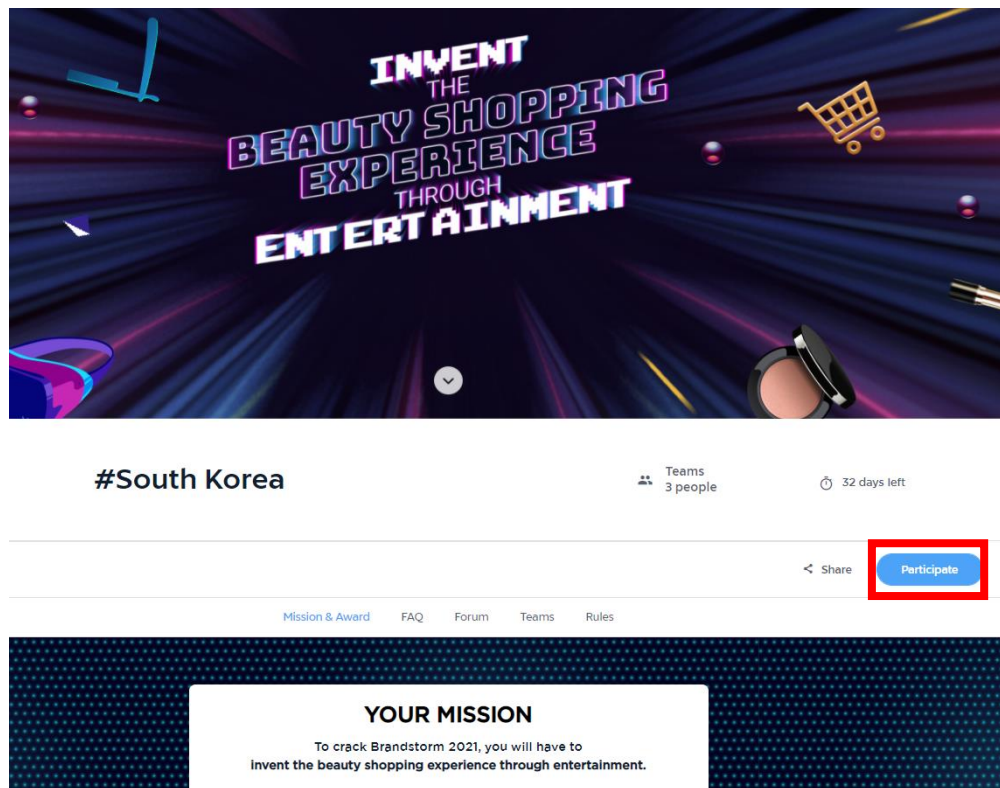 INVENT
THE
BEAUTY SHOPPING
EXPERIENCE
THROUGH
ENTERTAINMENT
#South Korea
Teams
3 people
32 days left
Share
Participate
Mission & Award FAQ Forum Teams Rules
YOUR MISSION
To crack Brandstorm 2021, you will have to
invent the beauty shopping experience through entertainment.